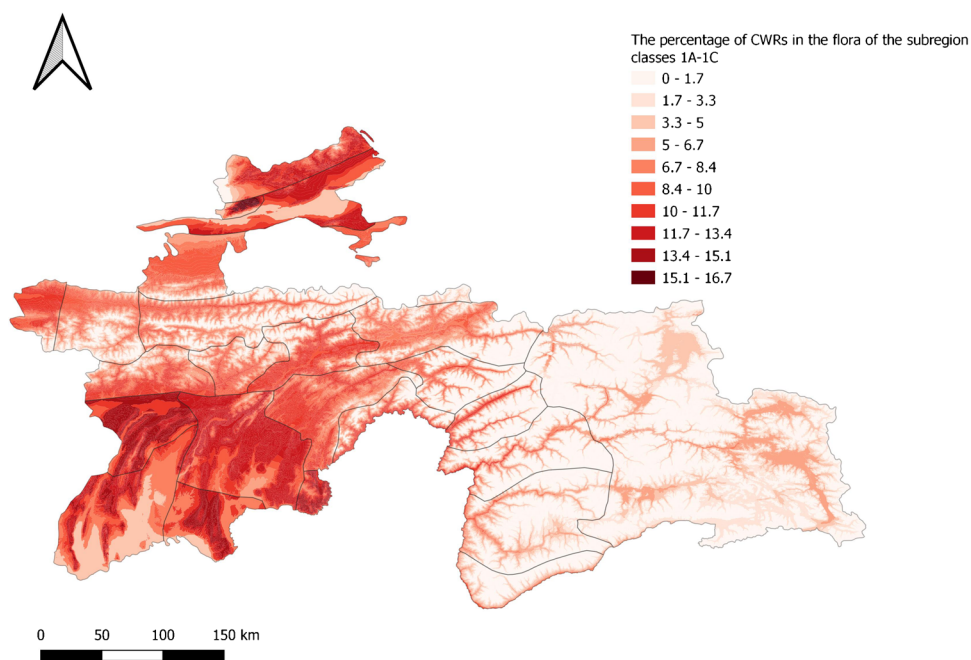 The percentage of CWRs in the flora of the subregion
classes 1A-1C
0 - 1.7
1.7 - 3.3
3.3 - 5
5 - 6.7
6.7 - 8.4
8.4 - 10
10 - 11.7
11.7 - 13.4
13.4 - 15.1
15.1 - 16.7
0 50 100 150 km